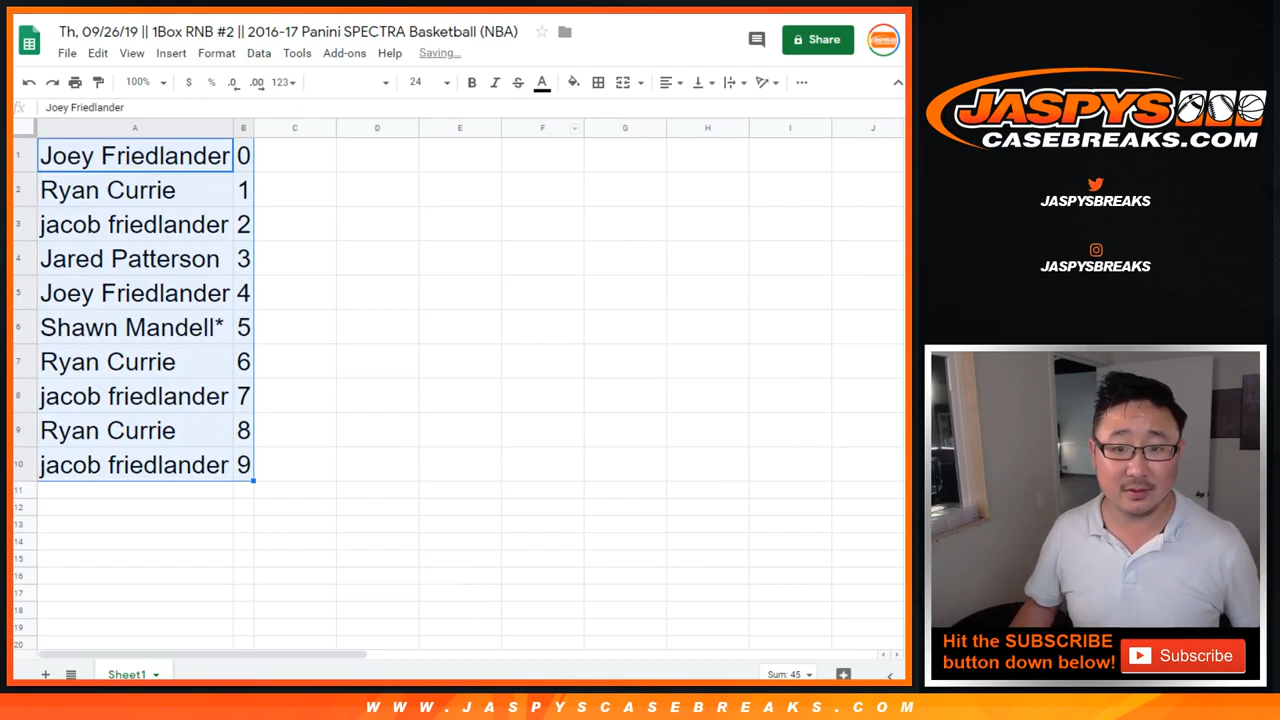 Th, 09/26/19 || 1Box RNB #2 || 2016-17 Panini SPECTRA Basketball (NBA)
File Edit View Insert Format Data Tools Add-ons Help Saving...
Share
100% $ % .0 .00 123 24 B I S A ...
fx Joey Friedlander
A B C D E F G H I J
1 Joey Friedlander 0
2 Ryan Currie 1
3 jacob friedlander 2
4 Jared Patterson 3
5 Joey Friedlander 4
6 Shawn Mandell* 5
7 Ryan Currie 6
8 jacob friedlander 7
9 Ryan Currie 8
10 jacob friedlander 9
11
12
13
14
15
16
17
18
19
20
+ Sheet1 Sum: 45
JASPYS
CASEBREAKS.COM
JASPYSBREAKS
JASPYSBREAKS
Hit the SUBSCRIBE
button down below!
Subscribe
WWW.JASPYSCASEBREAKS.COM